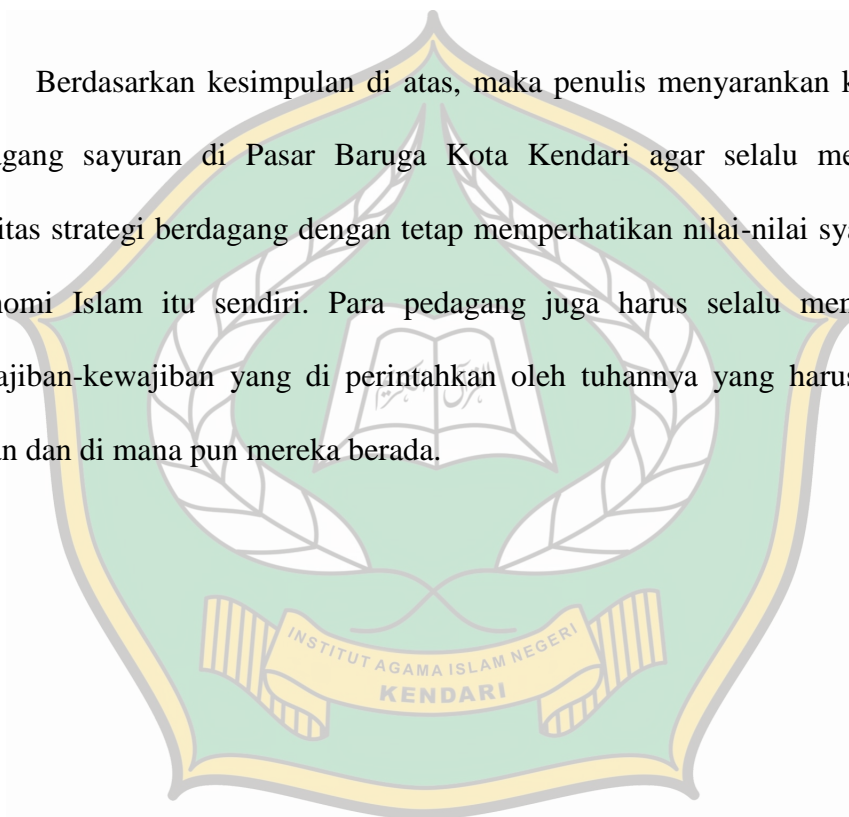 Berdasarkan kesimpulan di atas, maka penulis menyarankan k
gang sayuran di Pasar Baruga Kota Kendari agar selalu me
itas strategi berdagang dengan tetap memperhatikan nilai-nilai sya
nomi Islam itu sendiri. Para pedagang juga harus selalu men
ajiban-kewajiban yang di perintahkan oleh tuhannya yang harus
n dan di mana pun mereka berada.
INSTITUT AGAMA ISLAM NEGERI
KENDARI